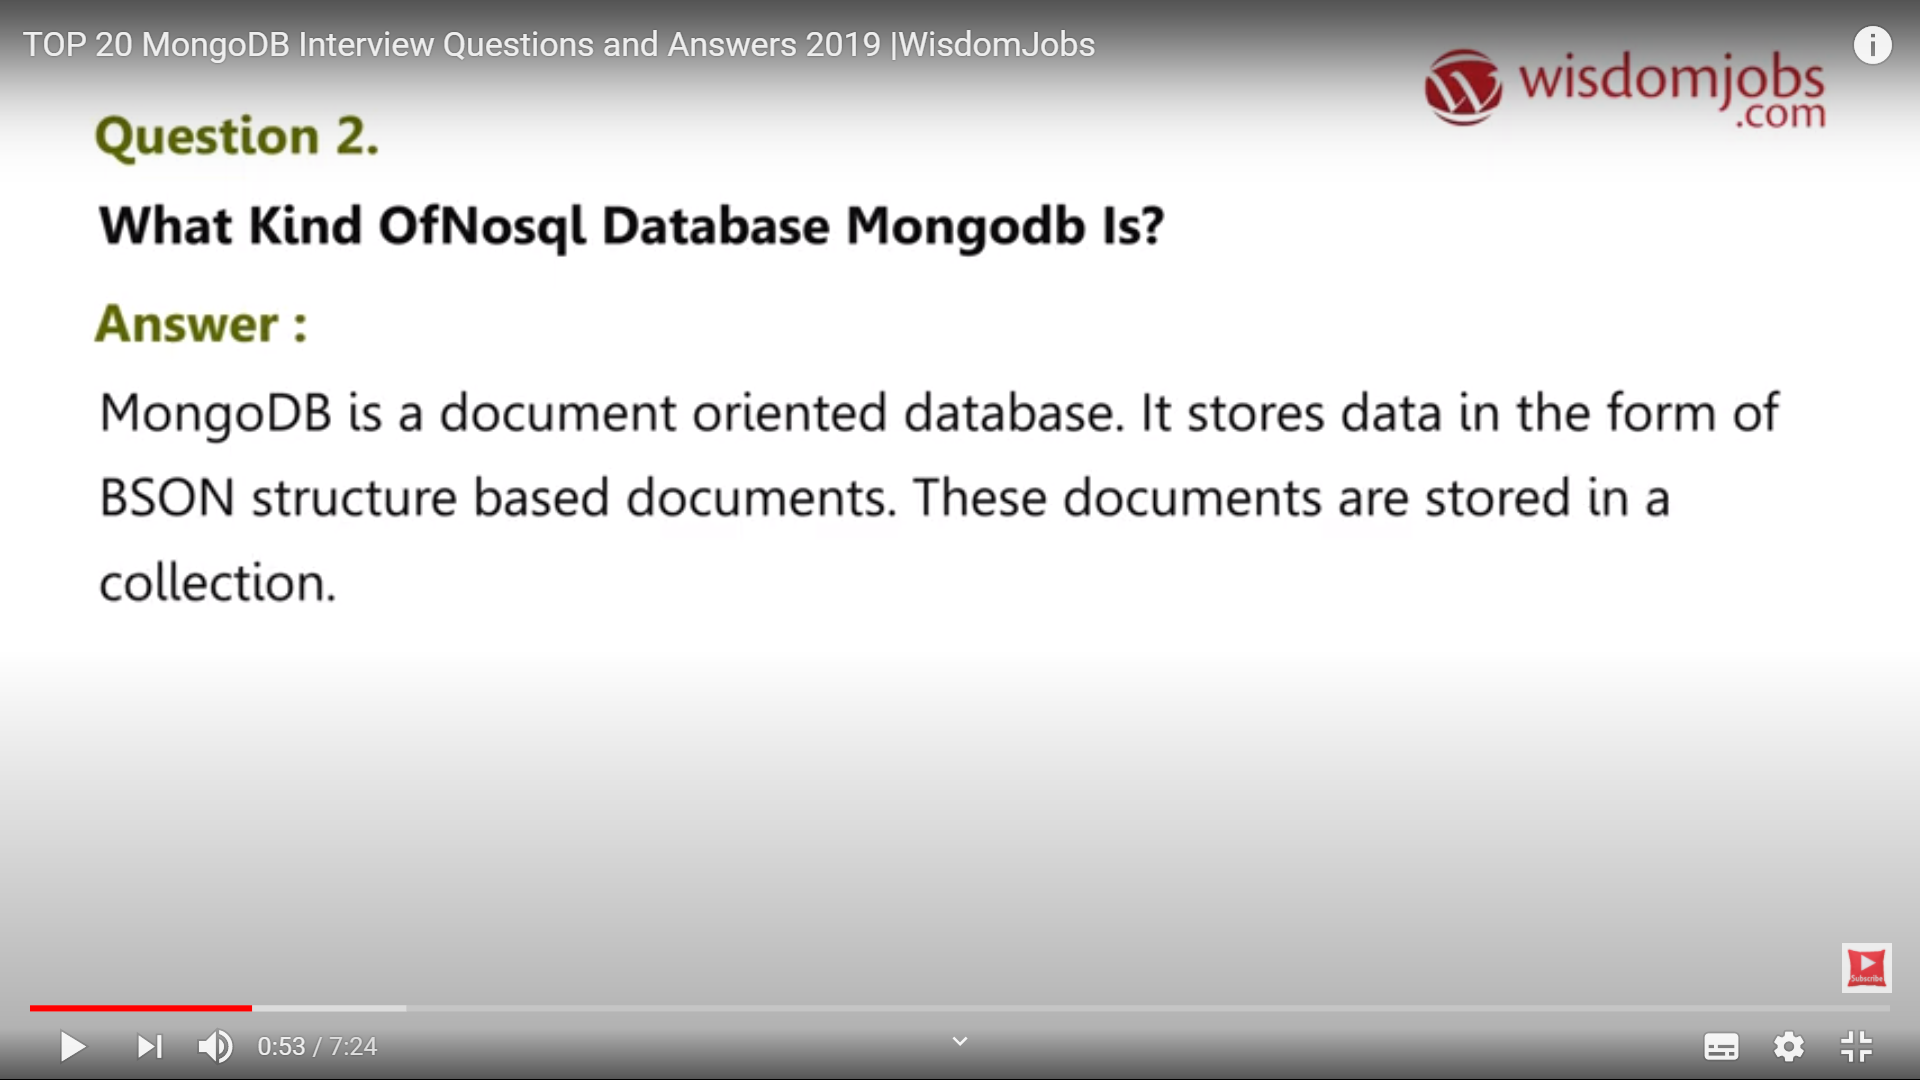 TOP 20 MongoDB Interview Questions and Answers 2019 |WisdomJobs
wisdomjobs
.com
Question 2.
What Kind OfNosql Database Mongodb Is?
Answer :
MongoDB is a document oriented database. It stores data in the form of
BSON structure based documents. These documents are stored in a
collection.
Subscribe
0:53 / 7:24